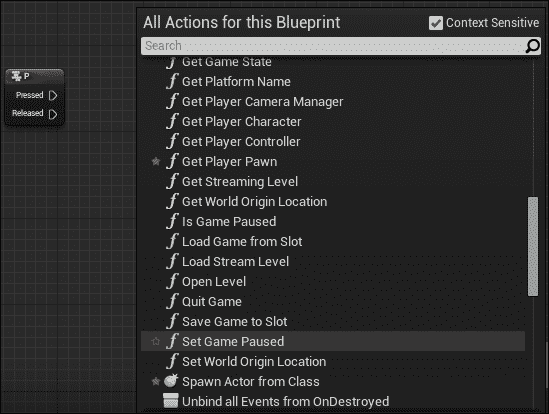 All Actions for this Blueprint
Context Sensitive
Search
P
Pressed
Released
Get Game State
Get Platform Name
Get Player Camera Manager
Get Player Character
Get Player Controller
Get Player Pawn
Get Streaming Level
Get World Origin Location
Is Game Paused
Load Game from Slot
Load Stream Level
Open Level
Quit Game
Save Game to Slot
Set Game Paused
Set World Origin Location
Spawn Actor from Class
Unbind all Events from OnDestroyed